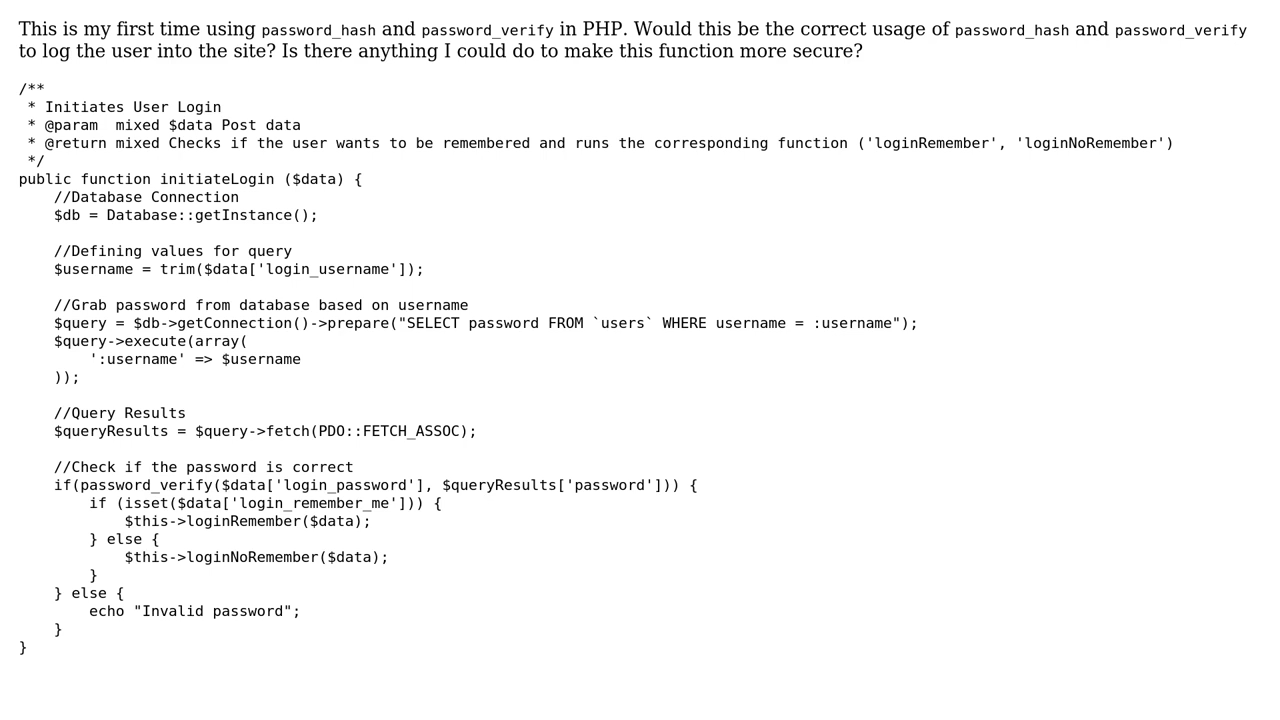 This is my first time using password_hash and password_verify in PHP. Would this be the correct usage of password_hash and password_verify
to log the user into the site? Is there anything I could do to make this function more secure?
/**
 * Initiates User Login
 * @param  mixed $data Post data
 * @return mixed Checks if the user wants to be remembered and runs the corresponding function ('loginRemember', 'loginNoRemember')
 */
public function initiateLogin ($data) {
    //Database Connection
    $db = Database::getInstance();

    //Defining values for query
    $username = trim($data['login_username']);

    //Grab password from database based on username
    $query = $db->getConnection()->prepare("SELECT password FROM `users` WHERE username = :username");
    $query->execute(array(
        ':username' => $username
    ));

    //Query Results
    $queryResults = $query->fetch(PDO::FETCH_ASSOC);

    //Check if the password is correct
    if(password_verify($data['login_password'], $queryResults['password'])) {
        if (isset($data['login_remember_me'])) {
            $this->loginRemember($data);
        } else {
            $this->loginNoRemember($data);
        }
    } else {
        echo "Invalid password";
    }
}